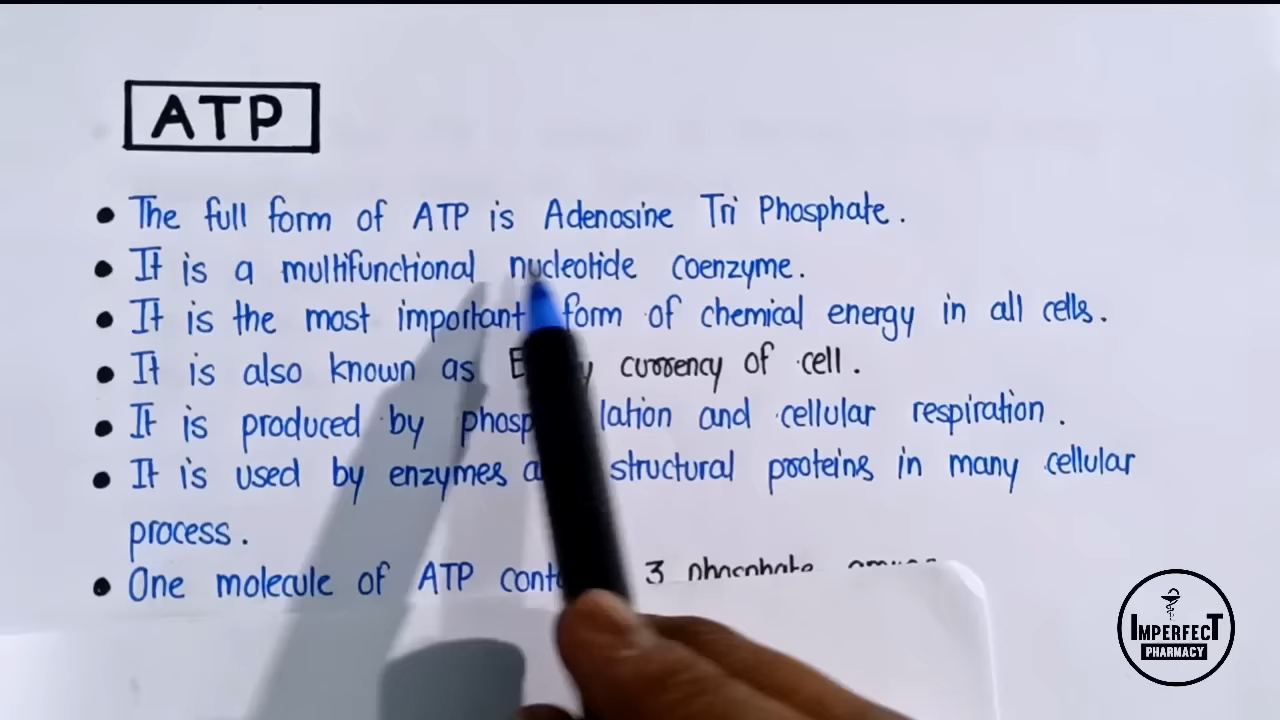 ATP
• The full form of ATP is Adenosine Tri Phosphate.
• It is a multifunctional nucleotide coenzyme.
• It is the most important form of chemical energy in all cells.
• It is also known as currency of cell.
• It is produced by and cellular respiration.
• It is used by enzymes structural proteins in many cellular
process.
• One molecule of ATP 3 phosphate
IMPERFECT
PHARMACY